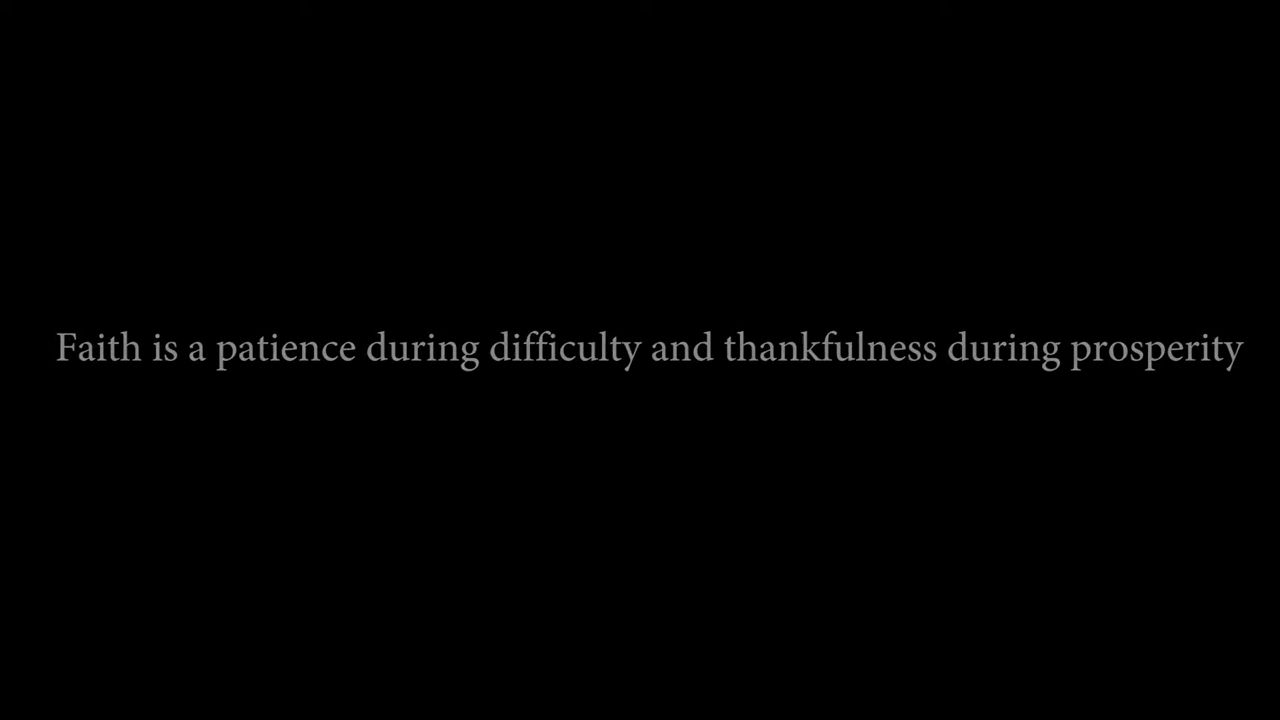 Faith is a patience during difficulty and thankfulness during prosperity